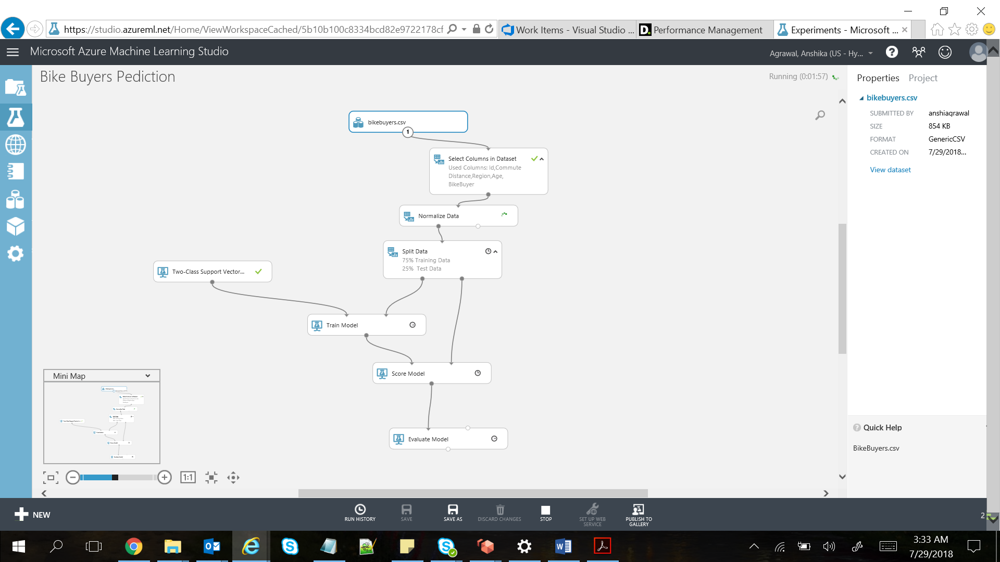 https://studio.azureml.net/Home/ViewWorkspaceCached/5b10b100c8334bcd82e9722178cf
Work Items - Visual Studio ...
D. Performance Management
Experiments - Microsoft ...
Microsoft Azure Machine Learning Studio
Agrawal, Anshika (US - Hy...
Bike Buyers Pediction
Running (0:01:57)
Properties Project
bikebuyers.csv
SUBMITTED BY anshiagrawal
SIZE 854 KB
FORMAT GenericCSV
CREATED ON 7/29/2018...
View dataset
bikebuyers.csv
1
Select Columns in Dataset
Used Columns: Id,Commute
Distance,Region,Age,
BikeBuyer
Normalize Data
Split Data
75% Training Data
25% Test Data
Two-Class Support Vector...
Train Model
Score Model
Evaluate Model
Mini Map
1:1
Quick Help
BikeBuyers.csv
NEW
RUN HISTORY
SAVE
SAVE AS
DISCARD CHANGES
STOP
SET UP WEB
SERVICE
PUBLISH TO
GALLERY
2
3:33 AM
7/29/2018